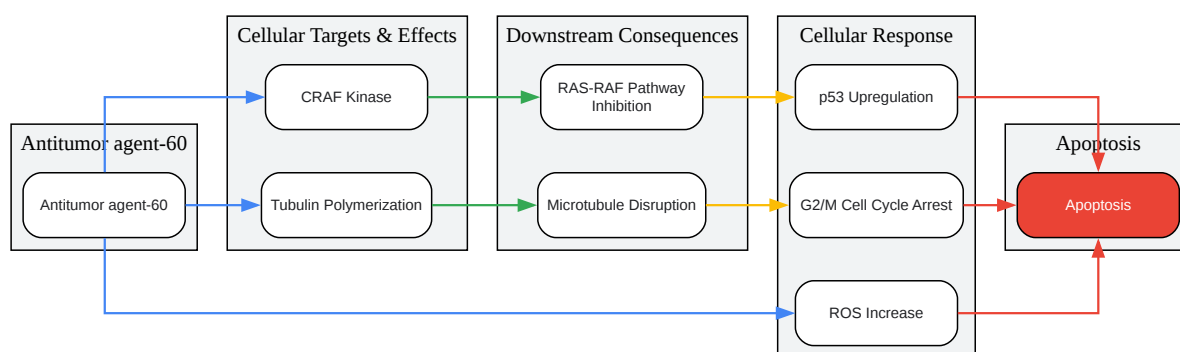 Cellular Targets & Effects
Downstream Consequences
Cellular Response
CRAF Kinase
RAS-RAF Pathway
Inhibition
p53 Upregulation
Antitumor agent-60
Apoptosis
Antitumor agent-60
Tubulin Polymerization
Microtubule Disruption
G2/M Cell Cycle Arrest
Apoptosis
ROS Increase